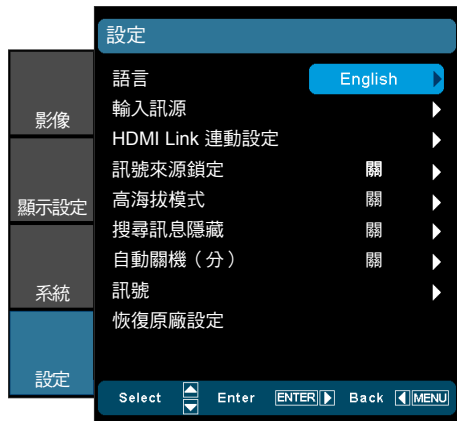 設定
語言 English
輸入訊源
HDMI Link 連動設定
訊號來源鎖定 關
高海拔模式 關
搜尋訊息隱藏 關
自動關機（分） 關
訊號
恢復原廠設定
影像
顯示設定
系統
設定
Select Enter ENTER Back MENU